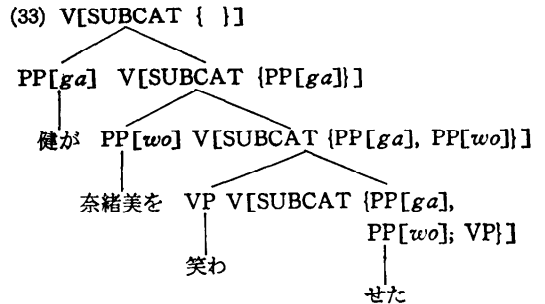 (33) V[SUBCAT { }]
PP[ga] V[SUBCAT {PP[ga]}]
健が PP[wo] V[SUBCAT {PP[ga], PP[wo]}]
奈緒美を VP V[SUBCAT {PP[ga],
PP[wo]; VP}]
笑わ
せた